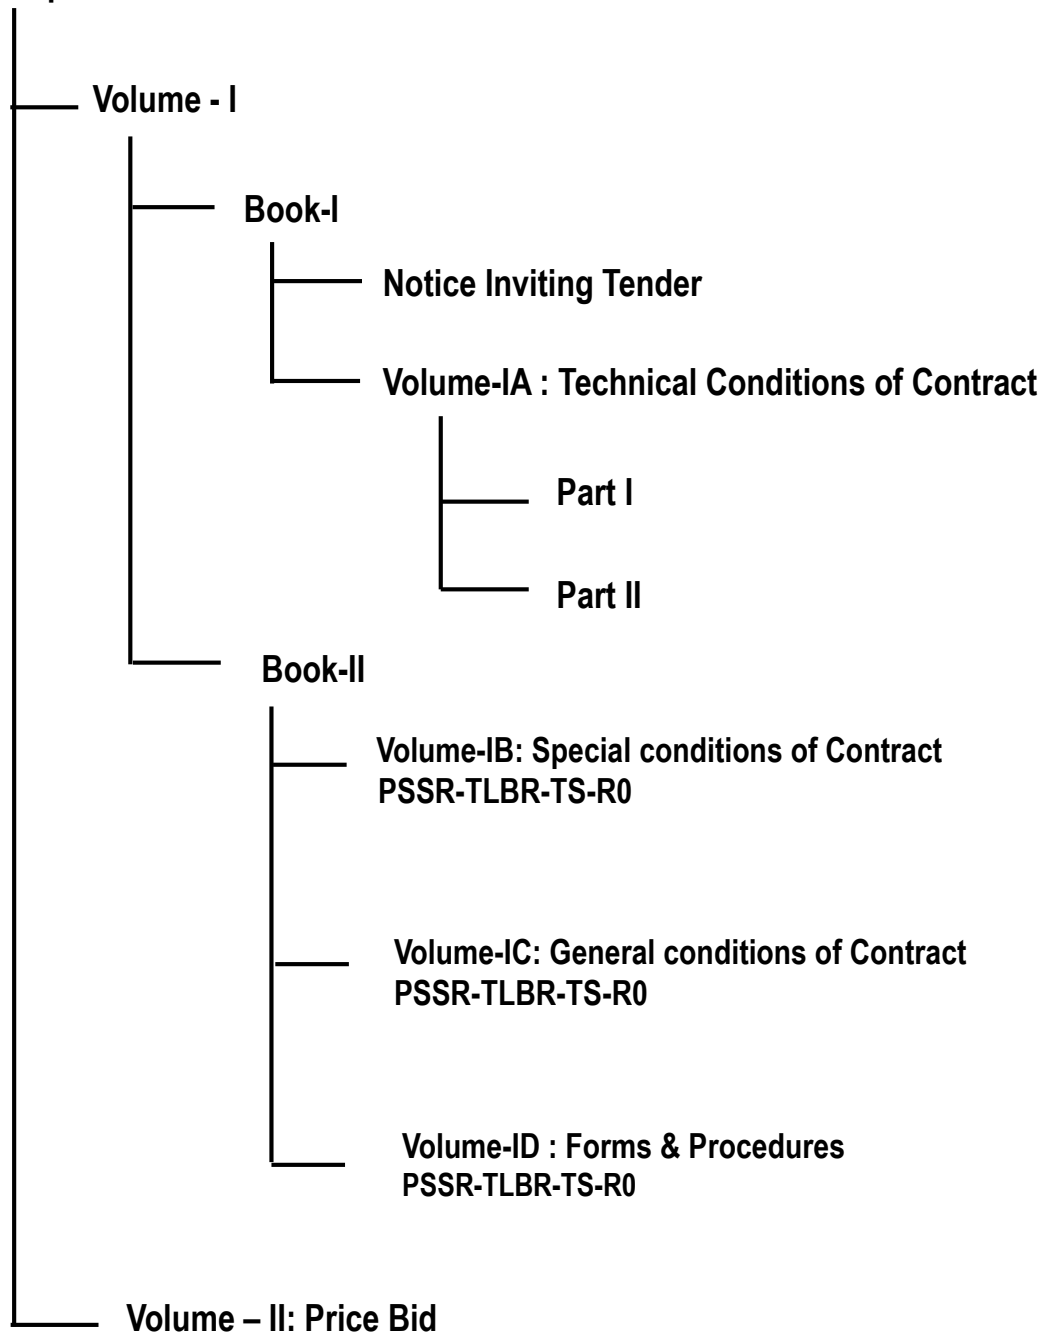 Volume - I
Book-I
Notice Inviting Tender
Volume-IA : Technical Conditions of Contract
Part I
Part II
Book-II
Volume-IB: Special conditions of Contract
PSSR-TLBR-TS-R0
Volume-IC: General conditions of Contract
PSSR-TLBR-TS-R0
Volume-ID : Forms & Procedures
PSSR-TLBR-TS-R0
Volume – II: Price Bid